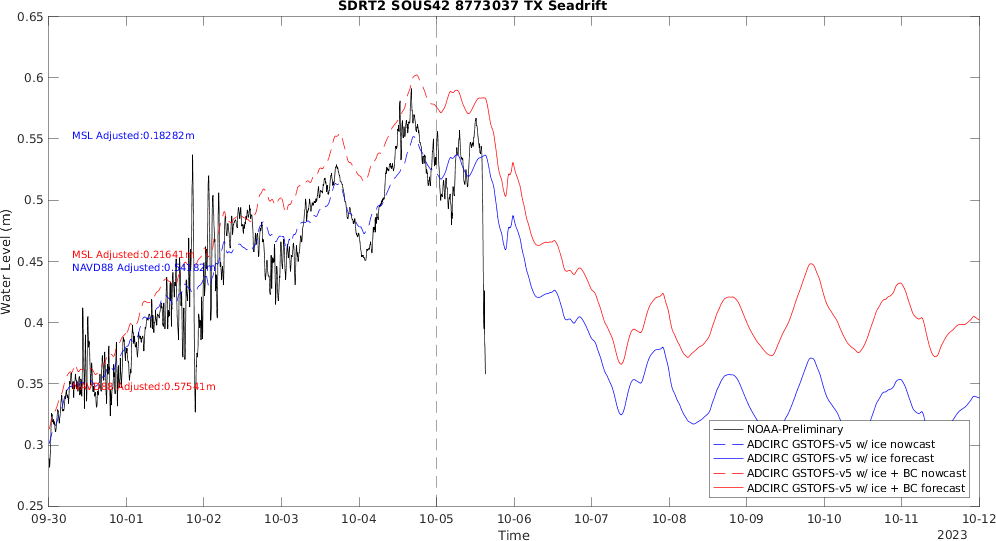 SDRT2 SOUS42 8773037 TX Seadrift
Water Level (m)
0.65
0.6
0.55
0.5
0.45
0.4
0.35
0.3
0.25
MSL Adjusted:0.18282m
MSL Adjusted:0.21641m
NAVD88 Adjusted:0.54182m
NAVD88 Adjusted:0.57541m
NOAA-Preliminary
ADCIRC GSTOFS-v5 w/ ice nowcast
ADCIRC GSTOFS-v5 w/ ice forecast
ADCIRC GSTOFS-v5 w/ ice + BC nowcast
ADCIRC GSTOFS-v5 w/ ice + BC forecast
09-30 10-01 10-02 10-03 10-04 10-05 10-06 10-07 10-08 10-09 10-10 10-11 10-12
Time
2023